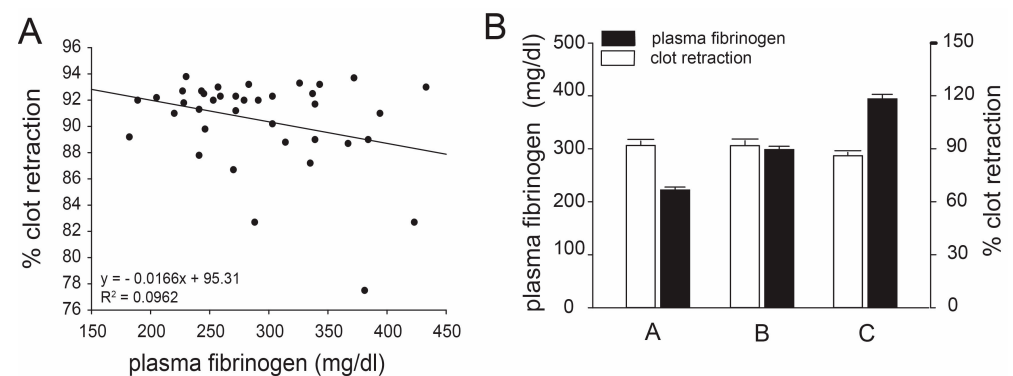 A
96
94
92
90
88
86
84
82
80
78
76
% clot retraction
y = - 0.0166x + 95.31
R² = 0.0962
150 200 250 300 350 400 450
plasma fibrinogen (mg/dl)
B
plasma fibrinogen
clot retraction
500
400
300
200
100
0
plasma fibrinogen (mg/dl)
150
120
90
60
30
0
% clot retraction
A B C